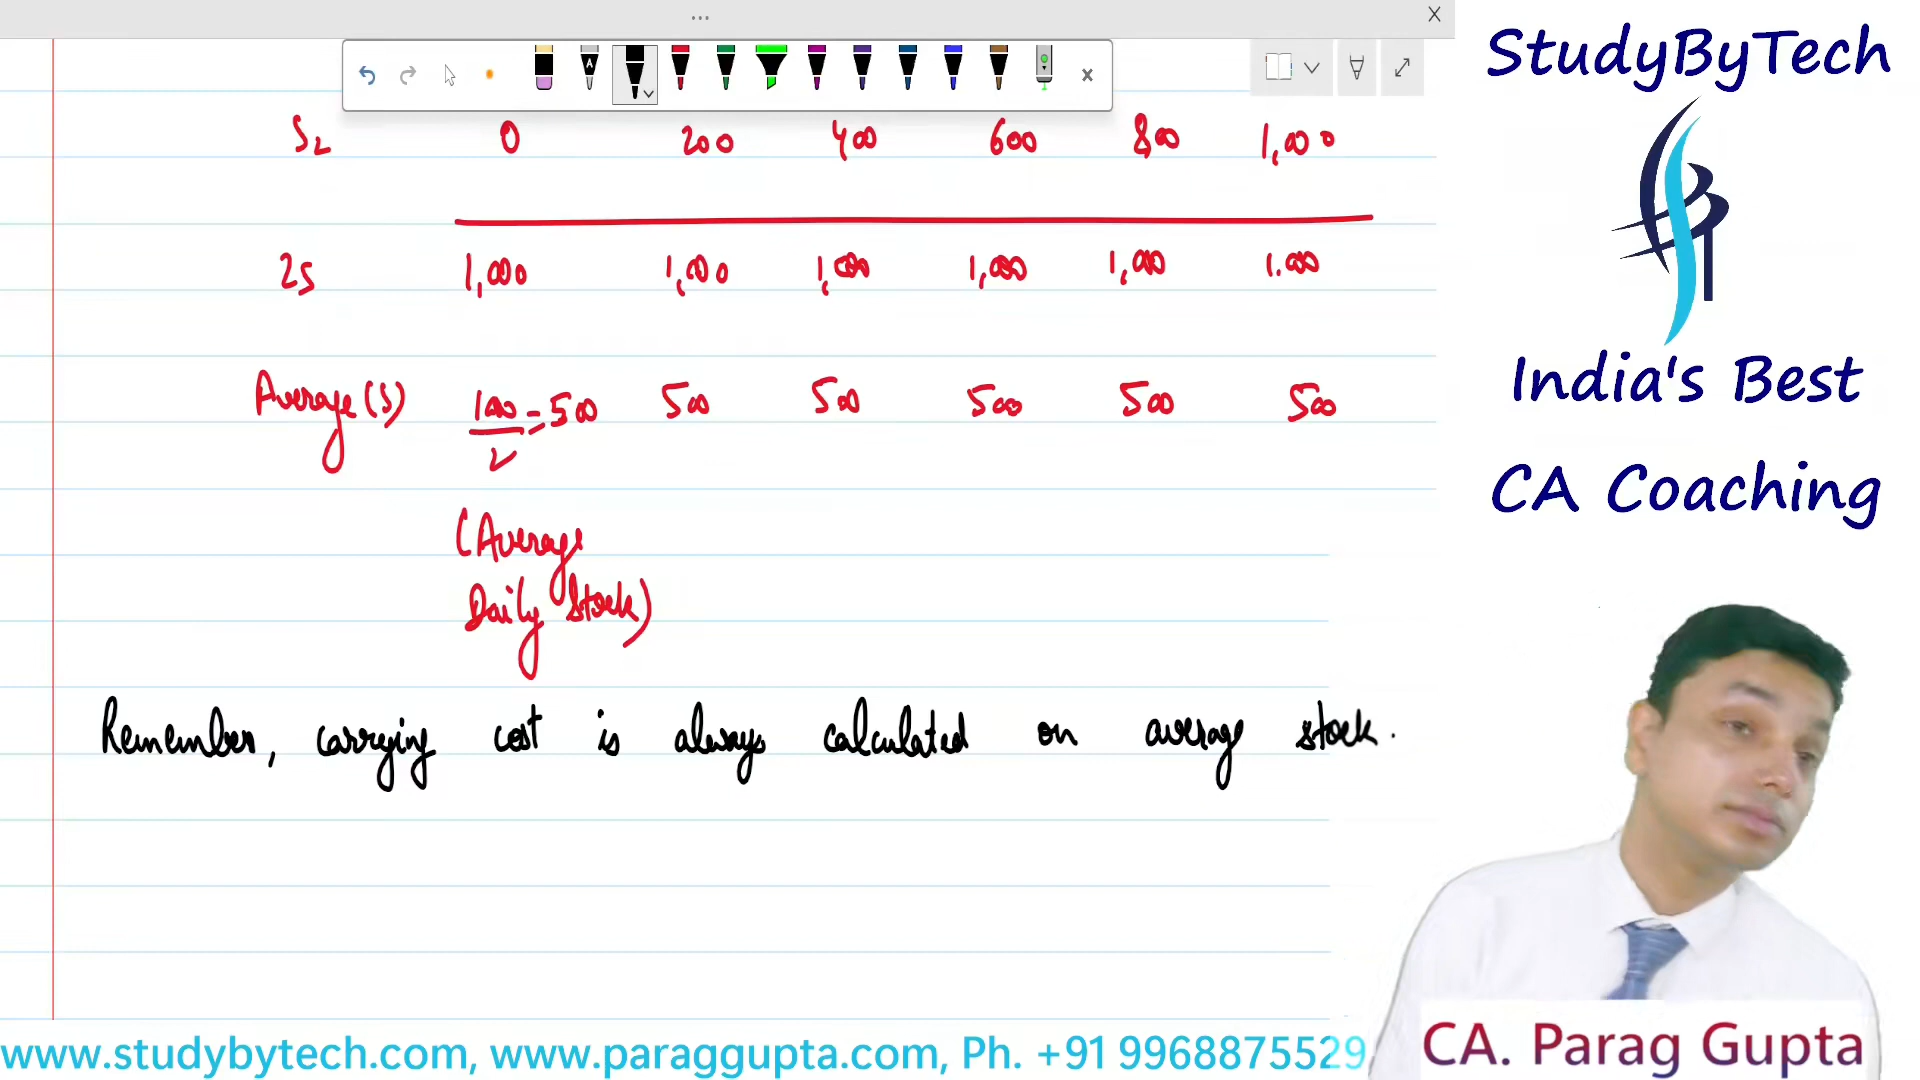 StudyByTech
S2 0 200 400 600 800 1,000
2S 1,000 1,000 1,000 1,000 1,000 1.000
Average (S) 1000/2 = 500 500 500 500 500 500
(Average
Daily Stock)
Remember, carrying cost is always calculated on average stock.
India's Best
CA Coaching
www.studybytech.com, www.paraggupta.com, Ph. +91 9968875529
CA. Parag Gupta